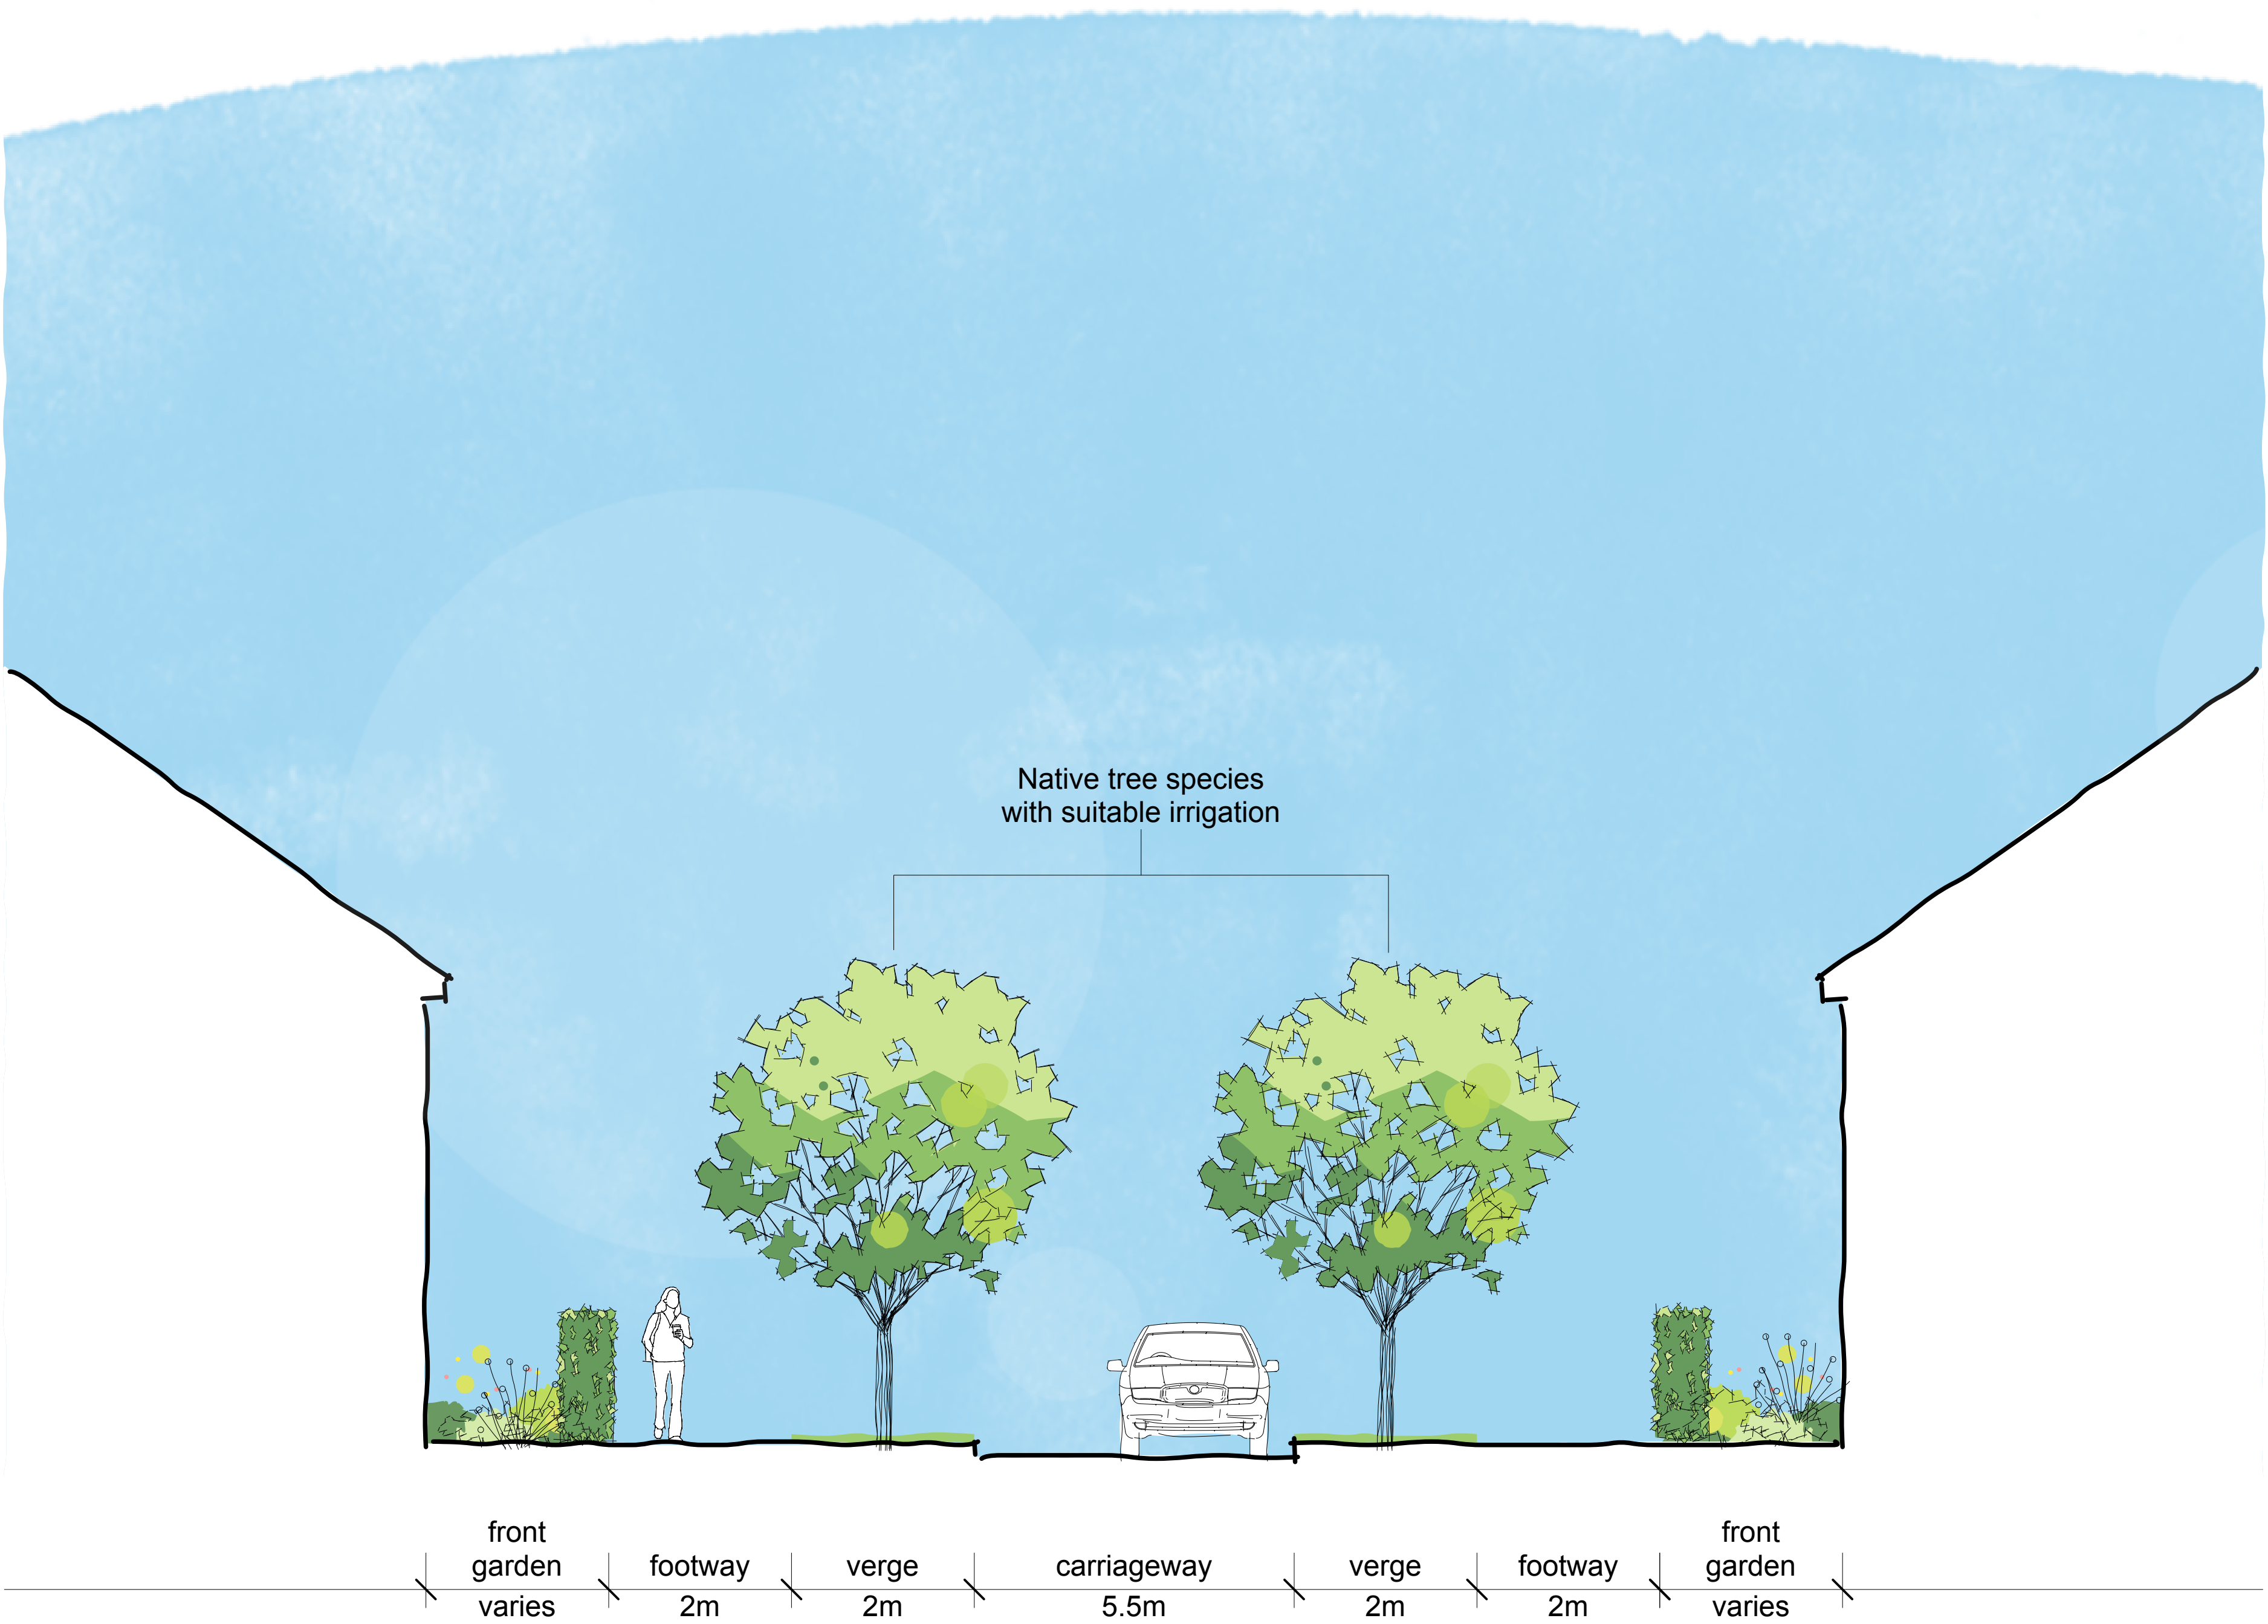 Native tree species
with suitable irrigation
front
garden
varies
footway
2m
verge
2m
carriageway
5.5m
verge
2m
footway
2m
front
garden
varies